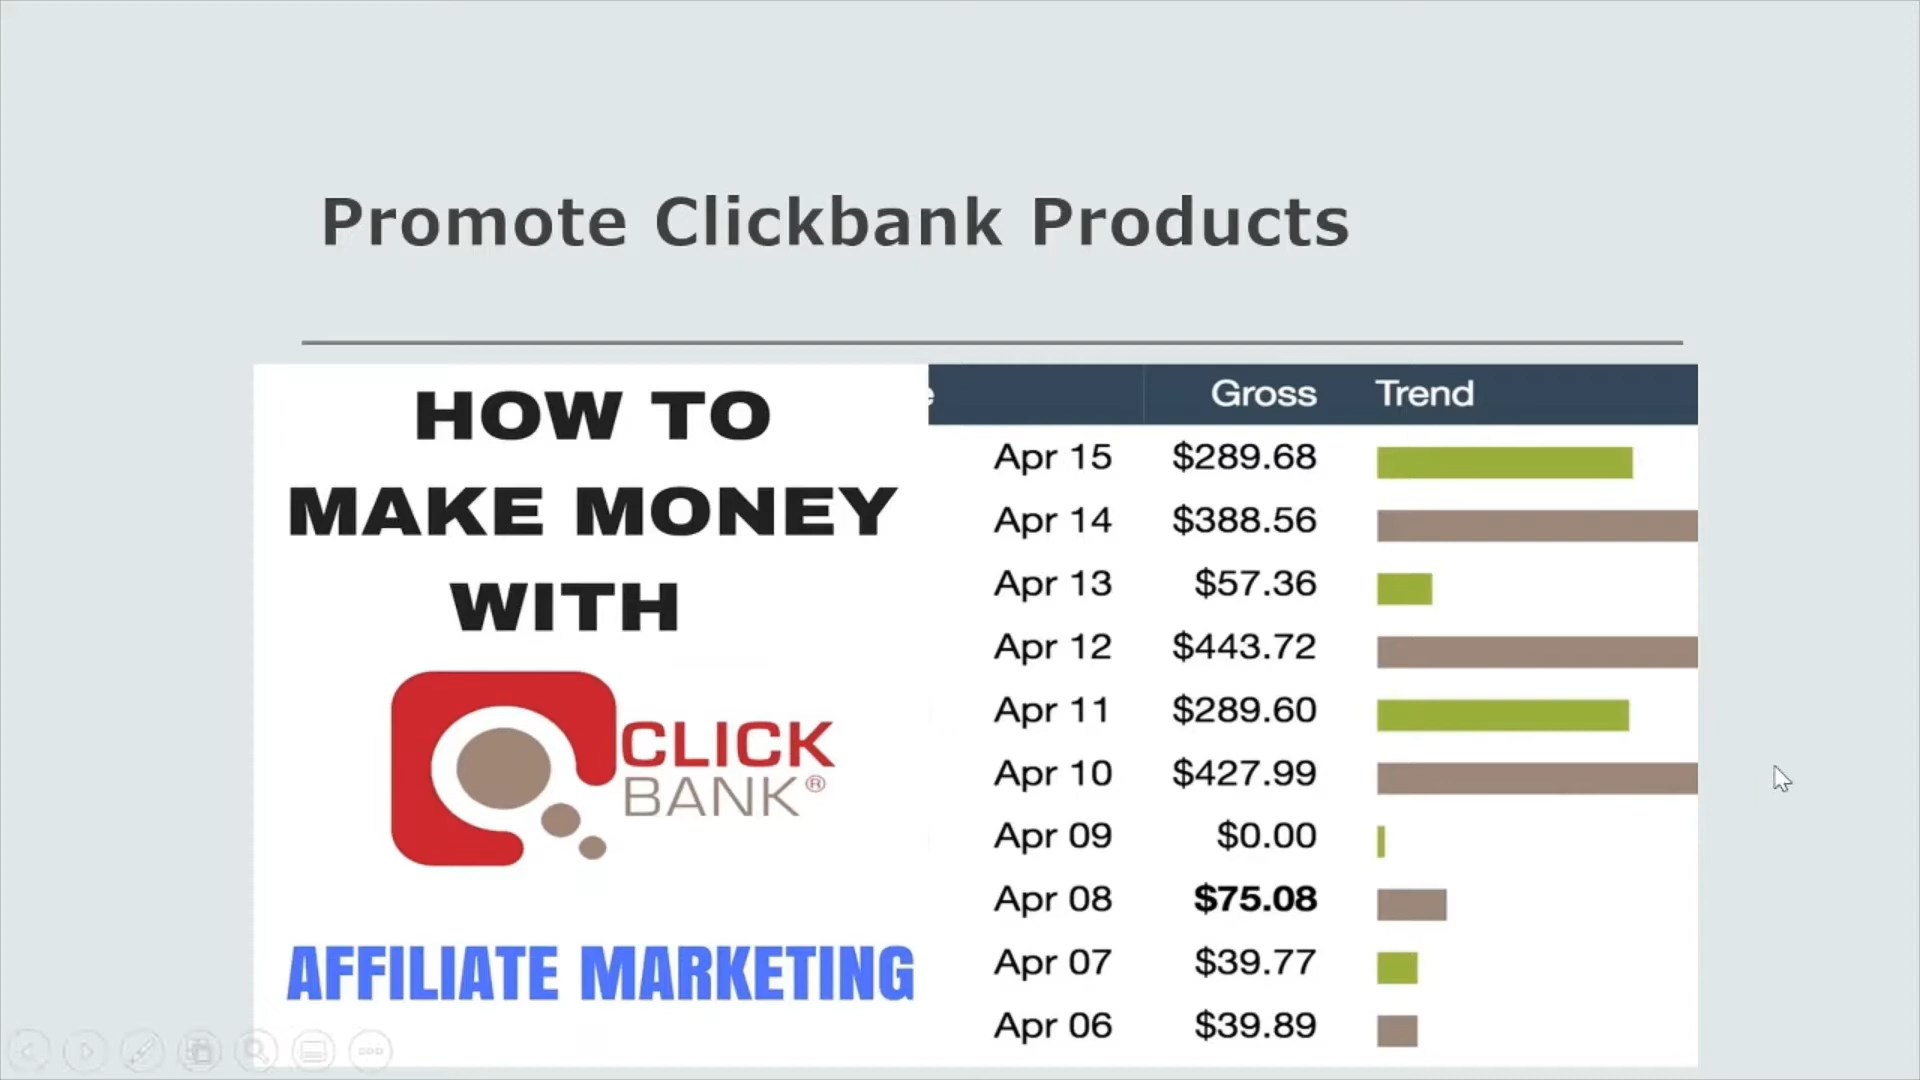 Promote Clickbank Products
HOW TO
MAKE MONEY
WITH
CLICK
BANK®
AFFILIATE MARKETING
Gross Trend
Apr 15 $289.68
Apr 14 $388.56
Apr 13 $57.36
Apr 12 $443.72
Apr 11 $289.60
Apr 10 $427.99
Apr 09 $0.00
Apr 08 $75.08
Apr 07 $39.77
Apr 06 $39.89